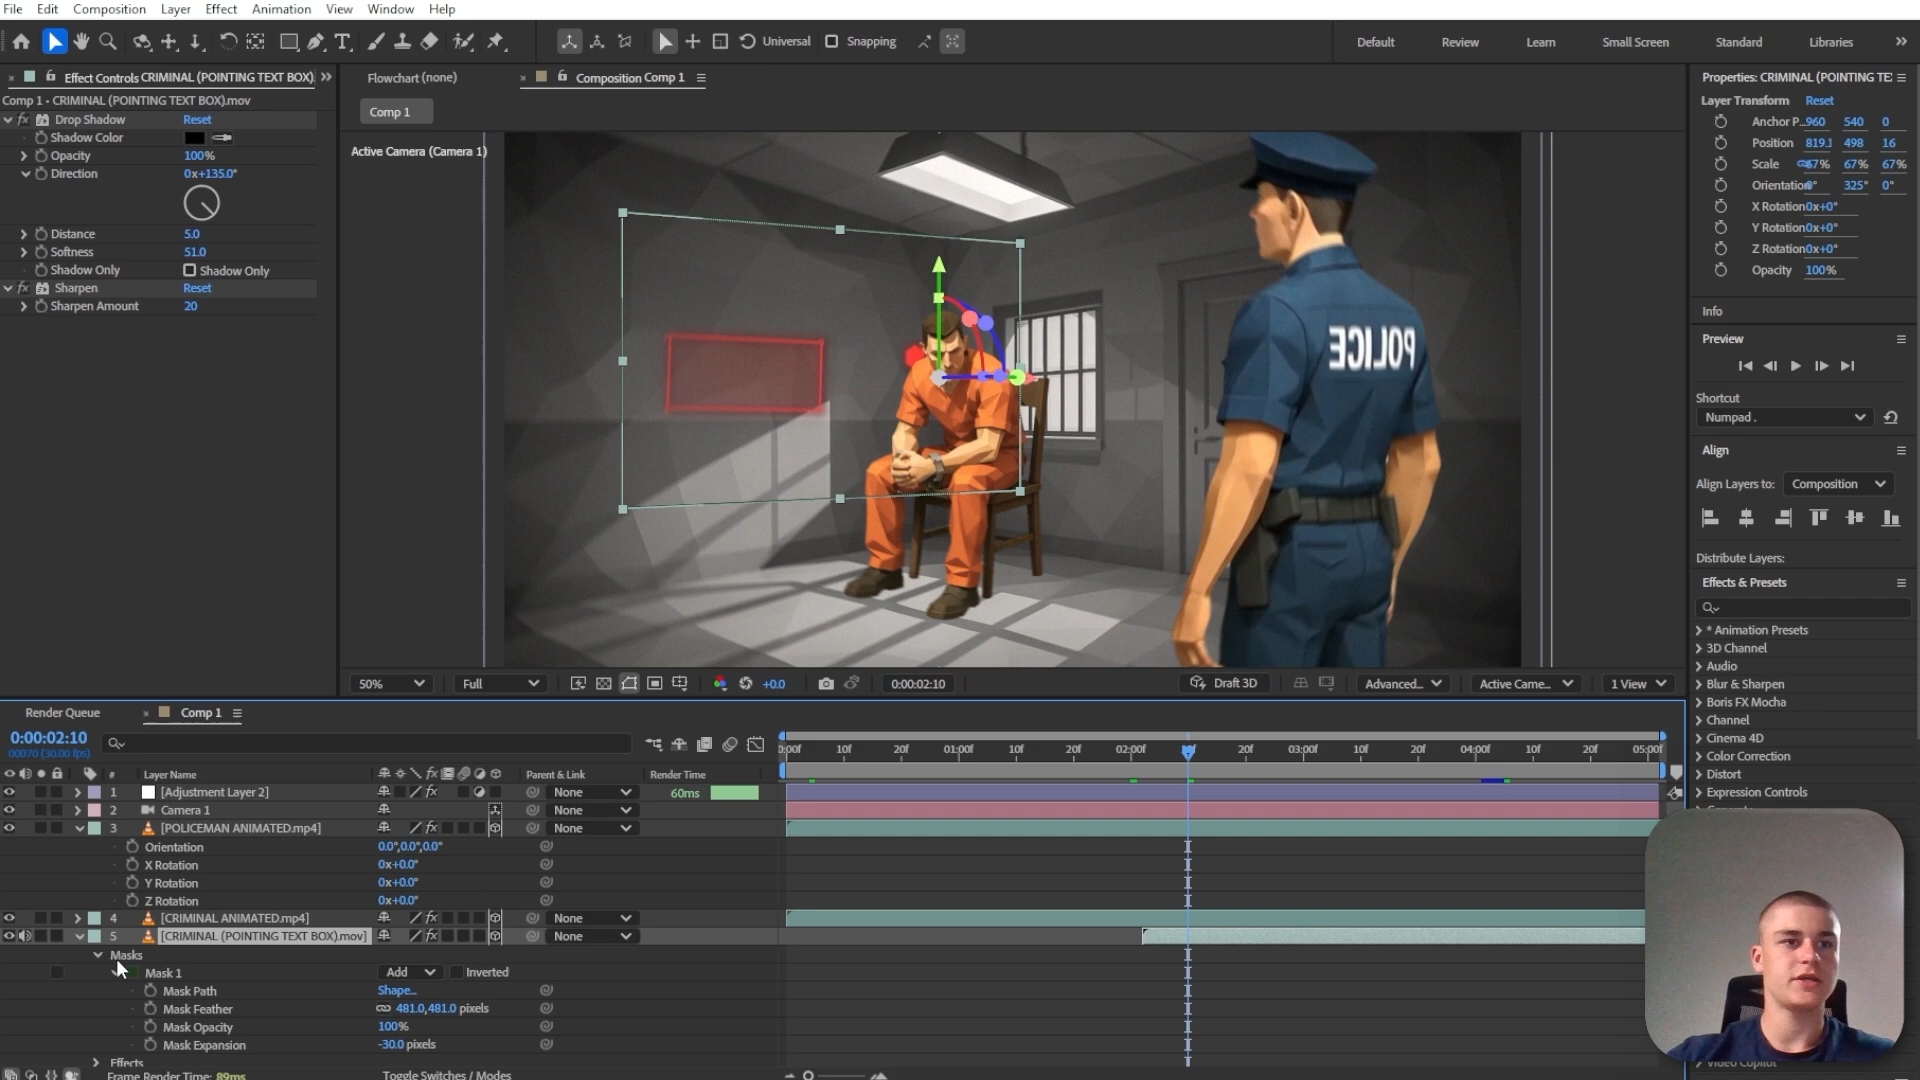 File Edit Composition Layer Effect Animation View Window Help
Universal Snapping Default Review Learn Small Screen Standard Libraries
Effect Controls CRIMINAL (POINTING TEXT BOX).
Comp 1 • CRIMINAL (POINTING TEXT BOX).mov
Drop Shadow Reset
Shadow Color
Opacity 100%
Direction 0x+135.0°
Distance 5.0
Softness 51.0
Shadow Only Shadow Only
Sharpen Reset
Sharpen Amount 20
Flowchart (none) Composition Comp 1
Comp 1
Active Camera (Camera 1)
POLICE
50% Full +0.0 0:00:02:10 Draft 3D Advanced... Active Came... 1 View
Properties: CRIMINAL (POINTING TE
Layer Transform Reset
Anchor P... 960 540 0
Position 819.1 498 16
Scale 67% 67% 67%
Orientation 0° 325° 0°
X Rotation 0x+0°
Y Rotation 0x+0°
Z Rotation 0x+0°
Opacity 100%
Info
Preview
Shortcut
Numpad .
Align
Align Layers to: Composition
Distribute Layers:
Effects & Presets
* Animation Presets
3D Channel
Audio
Blur & Sharpen
Boris FX Mocha
Channel
Cinema 4D
Color Correction
Distort
Expression Controls
Video Copilot
Render Queue Comp 1
0:00:02:10
00070 (30.00 fps)
:00f 10f 20f 01:00f 10f 20f 02:00f 20f 03:00f 10f 20f 04:00f 10f 20f 05:00f
# Layer Name Parent & Link Render Time
1 [Adjustment Layer 2] None 60ms
2 Camera 1 None
3 [POLICEMAN ANIMATED.mp4] None
Orientation 0.0°,0.0°,0.0°
X Rotation 0x+0.0°
Y Rotation 0x+0.0°
Z Rotation 0x+0.0°
4 [CRIMINAL ANIMATED.mp4] None
5 [CRIMINAL (POINTING TEXT BOX).mov] None
Masks
Mask 1 Add Inverted
Mask Path Shape...
Mask Feather 481.0,481.0 pixels
Mask Opacity 100%
Mask Expansion -30.0 pixels
Effects
Frame Render Time: 89ms Toggle Switches / Modes